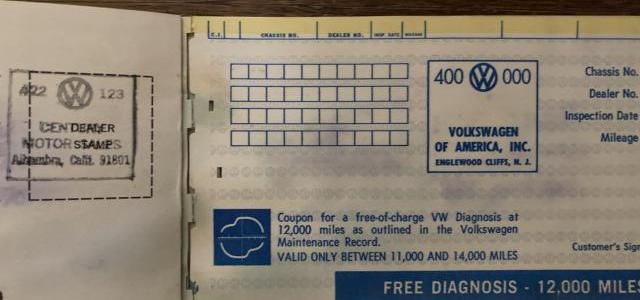 422 123
CENTRAL
DEALER
MOTORS
STAMPS
Alhambra, Calif. 91801
C.I. CHASSIS NO. DEALER NO. INSP. DATE MILEAGE
400 000
VOLKSWAGEN
OF AMERICA, INC.
ENGLEWOOD CLIFFS, N. J.
Chassis No.
Dealer No.
Inspection Date
Mileage
Coupon for a free-of-charge VW Diagnosis at
12,000 miles as outlined in the Volkswagen
Maintenance Record.
VALID ONLY BETWEEN 11,000 AND 14,000 MILES
Customer's Sign
FREE DIAGNOSIS - 12,000 MILES